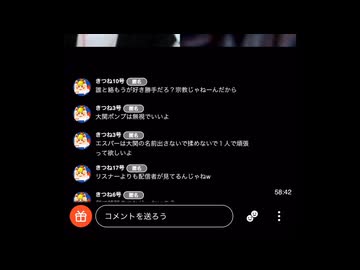 きつね10号 匿名
誰と絡もうが好き勝手だろ？宗教じゃねーんだから
きつね3号 匿名
大関ポンプは無視でいいよ
きつね3号 匿名
エスパーは大関の名前出さないで揉めないで１人で頑張
って欲しいよ
きつね17号 匿名
リスナーよりも配信者が見てるんじゃねw
58:42
きつね6号 匿名
コメントを送ろう